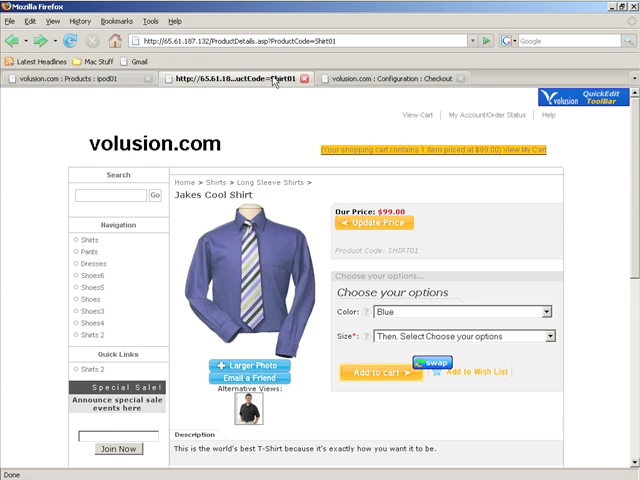 Mozilla Firefox
File Edit View History Bookmarks Tools Help
http://65.61.187.132/ProductDetails.asp?ProductCode=Shirt01
Google
Latest Headlines Mac Stuff Gmail
volusion.com : Products : ipod01
http://65.61.18...uctCode=Shirt01
volusion.com : Configuration : Checkout
volusion QuickEdit
ToolBar
View Cart | My Account/Order Status | Help
volusion.com
(Your shopping cart contains 1 item priced at $99.00) View My Cart
Search
Go
Navigation
Shirts
Pants
Dresses
Shoes6
Shoes5
Shoes
Shoes3
Shoes4
Shirts 2
Quick Links
Shirts 2
Special Sale!
Announce special sale
events here
Join Now
Home > Shirts > Long Sleeve Shirts >
Jakes Cool Shirt
Larger Photo
Email a Friend
Alternative Views:
Our Price: $99.00
Update Price
Product Code: SHIRT01
Choose your options...
Choose your options
Color: ? Blue
Size*: ? Then. Select Choose your options
swap
Add to cart
Add to Wish List
Description
This is the world's best T-Shirt because it's exactly how you want it to be.
Done